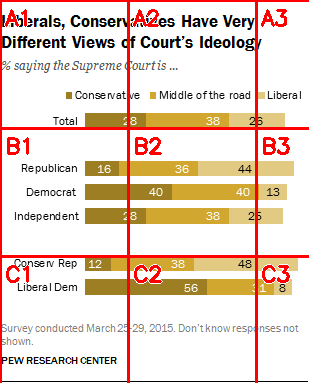 Liberals, Conservatives Have Very
Different Views of Court's Ideology
% saying the Supreme Court is ...
Conservative Middle of the road Liberal
Total 28 38 26
Republican 16 36 44
Democrat 40 40 13
Independent 28 38 25
Conserv Rep 12 38 48
Liberal Dem 56 31 8
Survey conducted March 25-29, 2015. Don't know responses not
shown.
PEW RESEARCH CENTER
A1 A2 A3
B1 B2 B3
C1 C2 C3